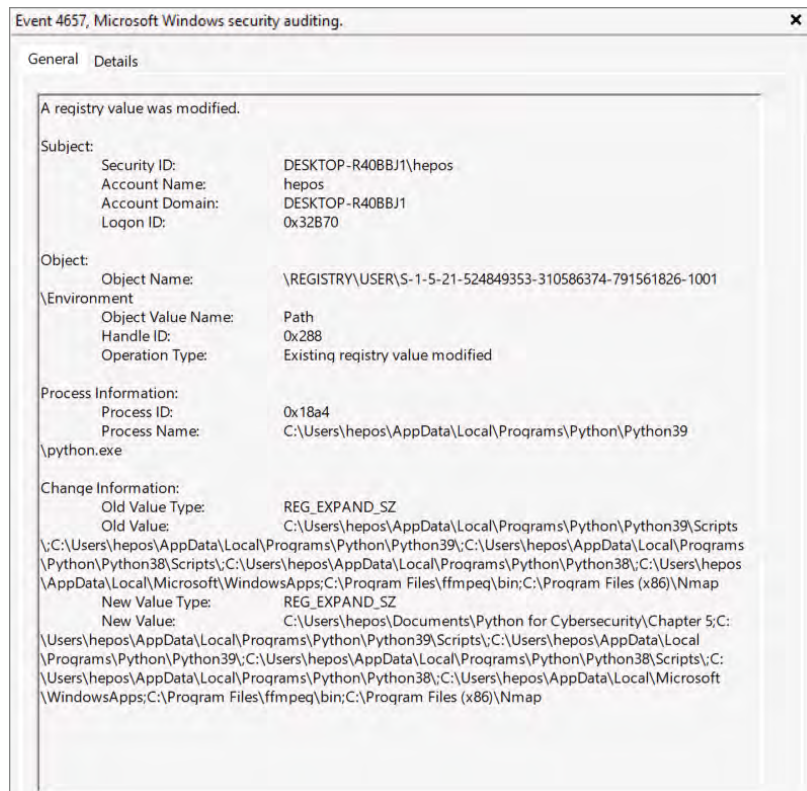 Event 4657, Microsoft Windows security auditing.
General Details
A registry value was modified.
Subject:
Security ID: DESKTOP-R40BBJ1\hepos
Account Name: hepos
Account Domain: DESKTOP-R40BBJ1
Logon ID: 0x32B70
Object:
Object Name: \REGISTRY\USER\S-1-5-21-524849353-310586374-791561826-1001
\Environment
Object Value Name: Path
Handle ID: 0x288
Operation Type: Existing registry value modified
Process Information:
Process ID: 0x18a4
Process Name: C:\Users\hepos\AppData\Local\Programs\Python\Python39
\python.exe
Change Information:
Old Value Type: REG_EXPAND_SZ
Old Value: C:\Users\hepos\AppData\Local\Programs\Python\Python39\Scripts
\;C:\Users\hepos\AppData\Local\Programs\Python\Python39\;C:\Users\hepos\AppData\Local\Programs
\Python\Python38\Scripts\;C:\Users\hepos\AppData\Local\Programs\Python\Python38\;C:\Users\hepos
\AppData\Local\Microsoft\WindowsApps;C:\Program Files\ffmpeg\bin;C:\Program Files (x86)\Nmap
New Value Type: REG_EXPAND_SZ
New Value: C:\Users\hepos\Documents\Python for Cybersecurity\Chapter 5;C:
\Users\hepos\AppData\Local\Programs\Python\Python39\Scripts\;C:\Users\hepos\AppData\Local
\Programs\Python\Python39\;C:\Users\hepos\AppData\Local\Programs\Python\Python38\Scripts\;C:
\Users\hepos\AppData\Local\Programs\Python\Python38\;C:\Users\hepos\AppData\Local\Microsoft
\WindowsApps;C:\Program Files\ffmpeg\bin;C:\Program Files (x86)\Nmap